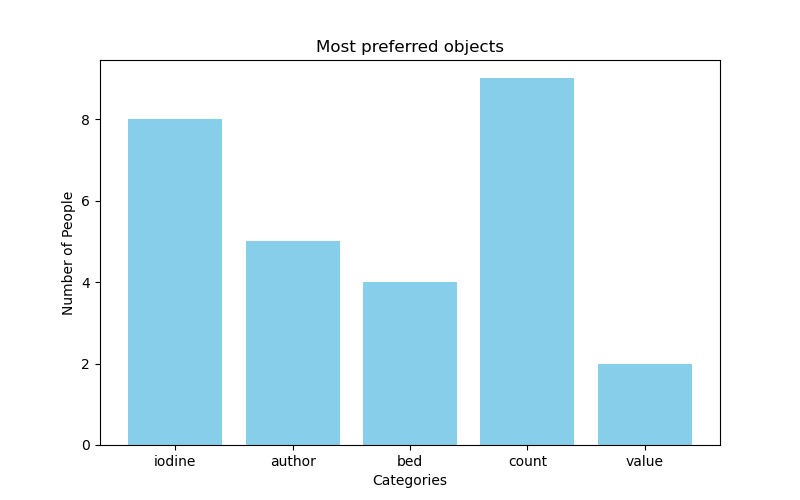 Most preferred objects
Number of People
8
6
4
2
0
iodine author bed count value
Categories